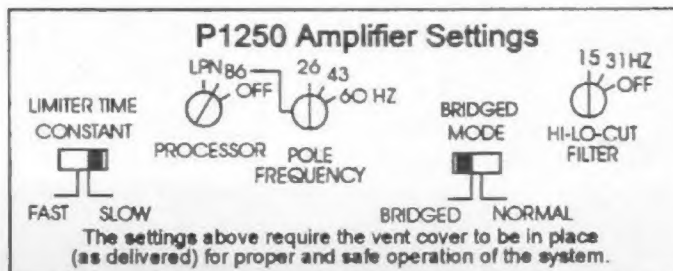 P1250 Amplifier Settings
LIMITER TIME
CONSTANT
FAST SLOW
LPN 86 OFF
PROCESSOR
26 43 60 HZ
POLE
FREQUENCY
BRIDGED
MODE
BRIDGED NORMAL
15 31HZ OFF
HI-LO-CUT
FILTER
The settings above require the vent cover to be in place
(as delivered) for proper and safe operation of the system.